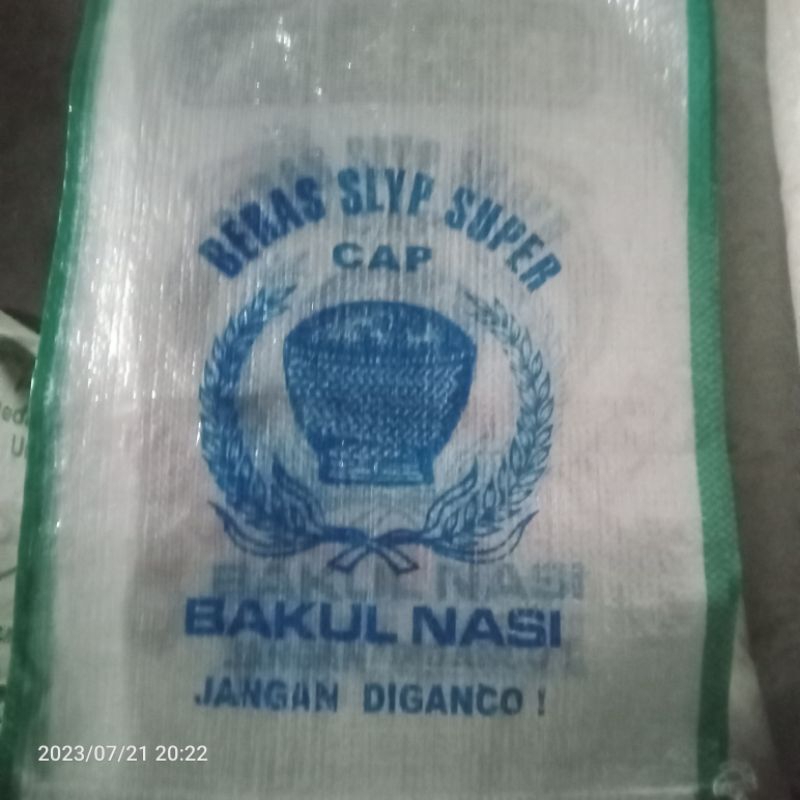 BERAS SLYP SUPER
CAP
BAKUL NASI
JANGAN DIGANCO !
2023/07/21 20:22